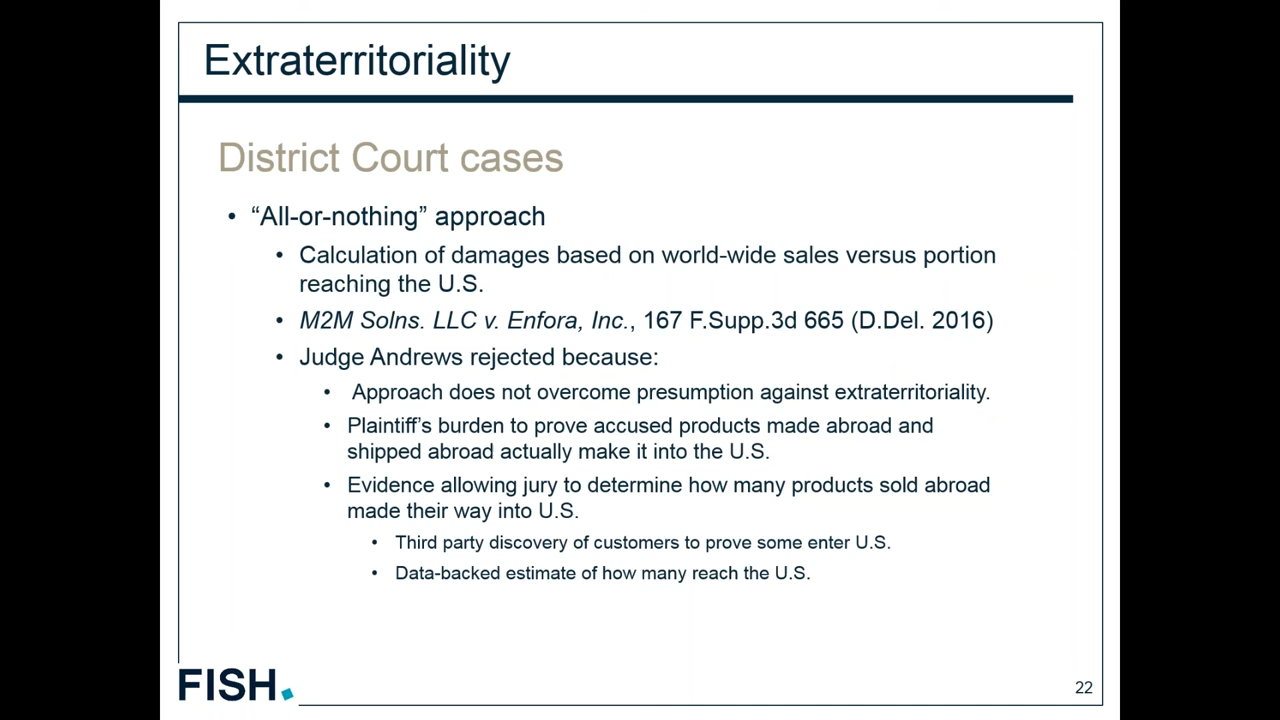 Extraterritoriality
District Court cases
• “All-or-nothing” approach
• Calculation of damages based on world-wide sales versus portion
reaching the U.S.
• M2M Solns. LLC v. Enfora, Inc., 167 F.Supp.3d 665 (D.Del. 2016)
• Judge Andrews rejected because:
• Approach does not overcome presumption against extraterritoriality.
• Plaintiff’s burden to prove accused products made abroad and
shipped abroad actually make it into the U.S.
• Evidence allowing jury to determine how many products sold abroad
made their way into U.S.
• Third party discovery of customers to prove some enter U.S.
• Data-backed estimate of how many reach the U.S.
FISH.
22